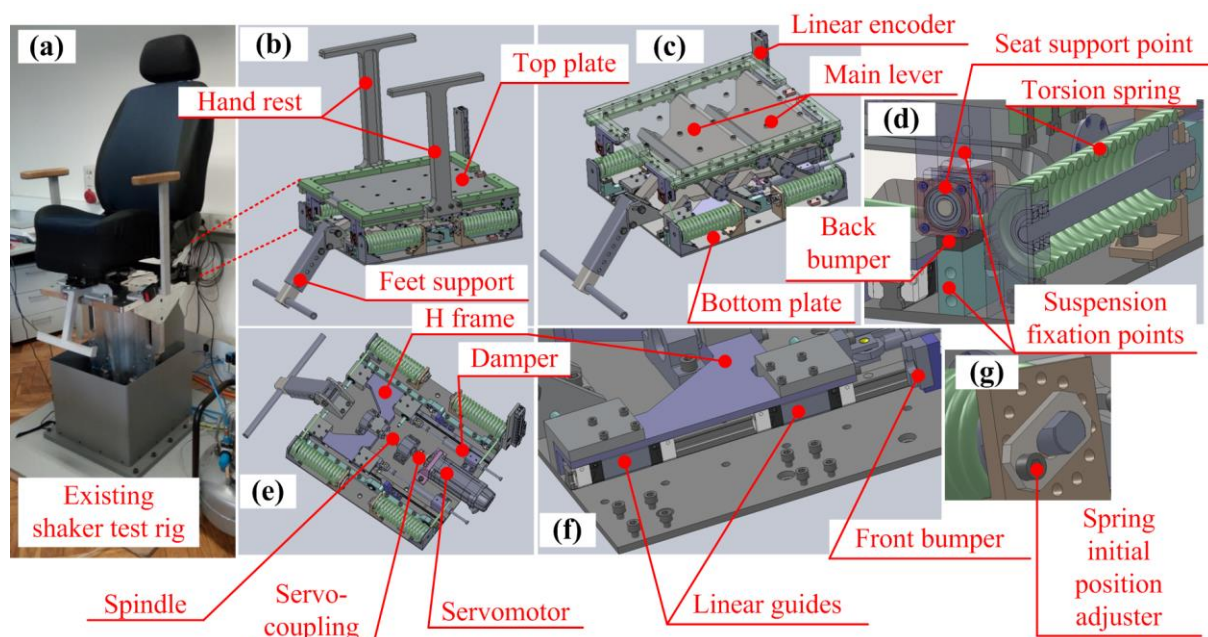 (a)
(b)
(c)
Linear encoder
Seat support point
Top plate
Main lever
Torsion spring
Hand rest
(d)
Back
bumper
Feet support
Bottom plate
Suspension
fixation points
H frame
Damper
(g)
(e)
(f)
Existing
shaker test rig
Front bumper
Spring
initial
position
adjuster
Spindle
Servo-
coupling
Servomotor
Linear guides